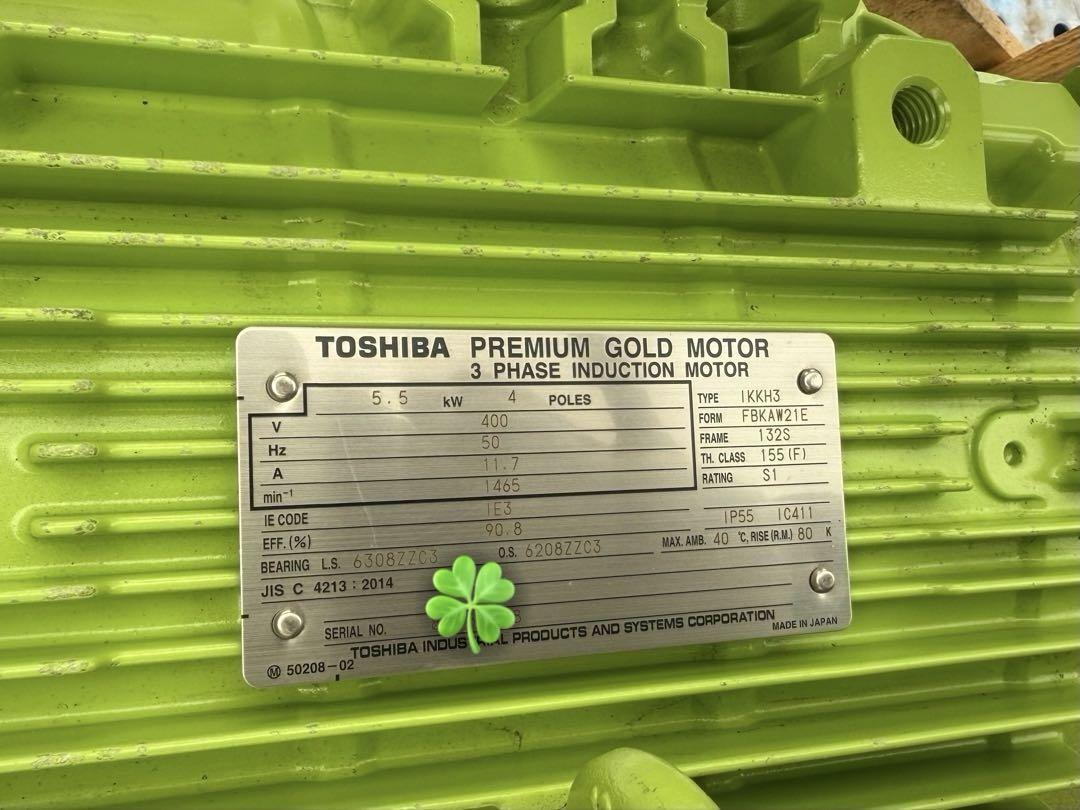 TOSHIBA PREMIUM GOLD MOTOR
3 PHASE INDUCTION MOTOR
5.5 kW 4 POLES
V 400
Hz 50
A 11.7
min⁻¹ 1465
TYPE IKKH3
FORM FBKAW21E
FRAME 132S
TH. CLASS 155(F)
RATING S1
IE CODE IE3
IP55 IC411
EFF.(%) 90.8
MAX. AMB. 40 ℃, RISE(R.M.) 80 K
BEARING L.S. 6308ZZC3 O.S. 6208ZZC3
JIS C 4213 : 2014
SERIAL NO.
TOSHIBA INDUSTRIAL PRODUCTS AND SYSTEMS CORPORATION
MADE IN JAPAN
Ⓜ 50208-02